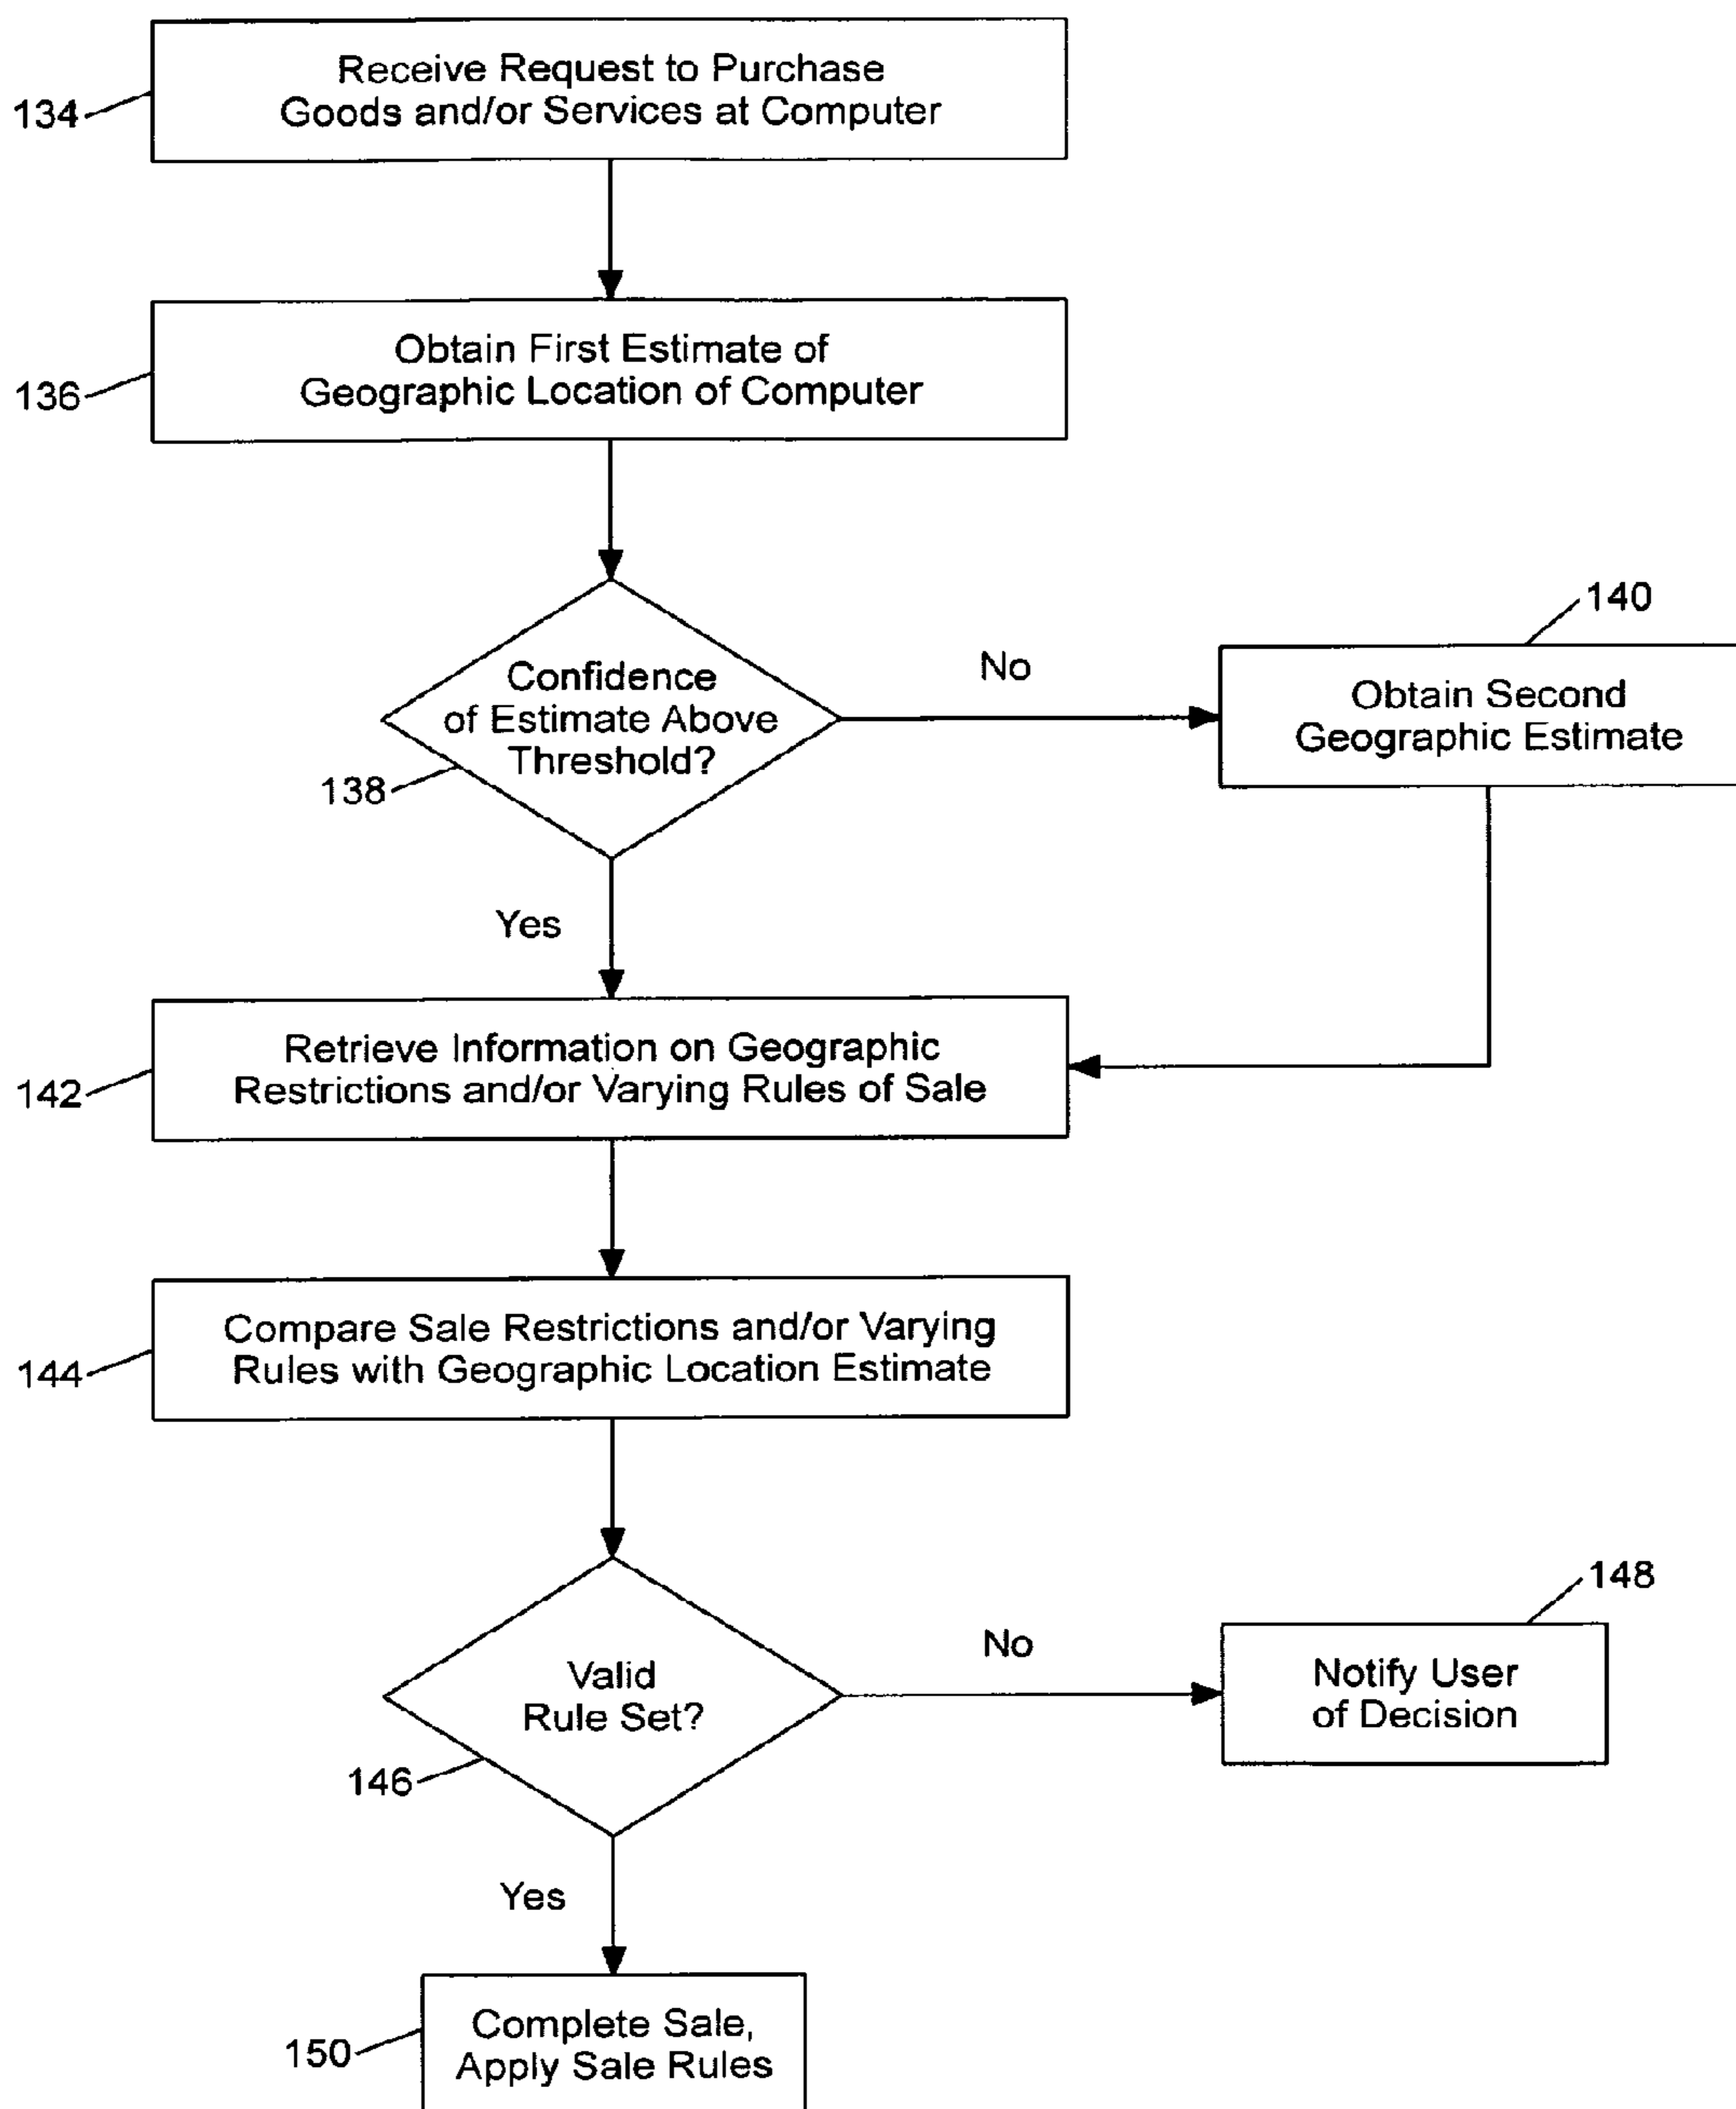 Receive Request to Purchase
Goods and/or Services at Computer
134
Obtain First Estimate of
Geographic Location of Computer
136
140
Confidence
of Estimate Above
Threshold?
138
No
Obtain Second
Geographic Estimate
Yes
Retrieve Information on Geographic
Restrictions and/or Varying Rules of Sale
142
Compare Sale Restrictions and/or Varying
Rules with Geographic Location Estimate
144
148
Valid
Rule Set?
146
No
Notify User
of Decision
Yes
Complete Sale,
Apply Sale Rules
150